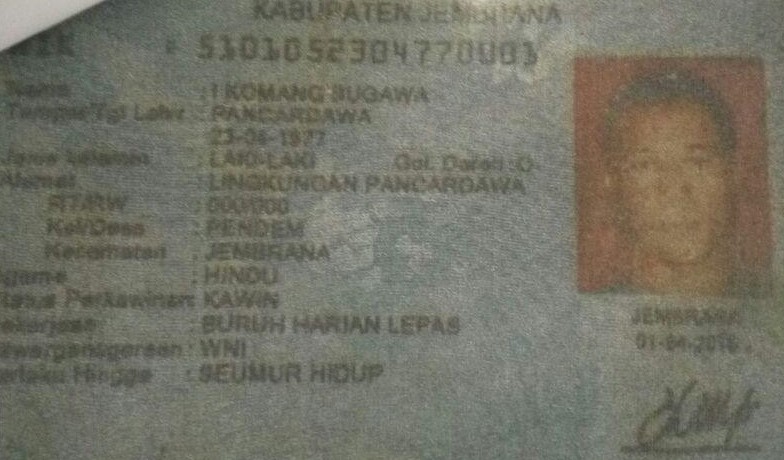 KABUPATEN JEMBRANA
NIK : 5101052304770001
Nama : I KOMANG SUGAWA
Tempat/Tgl Lahir : PANCARDAWA
23-04-1977
Jenis Kelamin : LAKI-LAKI Gol. Darah :O
Alamat : LINGKUNGAN PANCARDAWA
RT/RW : 000/000
Kel/Desa : PENDEM
Kecamatan : JEMBRANA
Agama : HINDU
Status Perkawinan: KAWIN
Pekerjaan : BURUH HARIAN LEPAS
Kewarganegaraan: WNI
Berlaku Hingga : SEUMUR HIDUP
JEMBRANA
01-04-2016